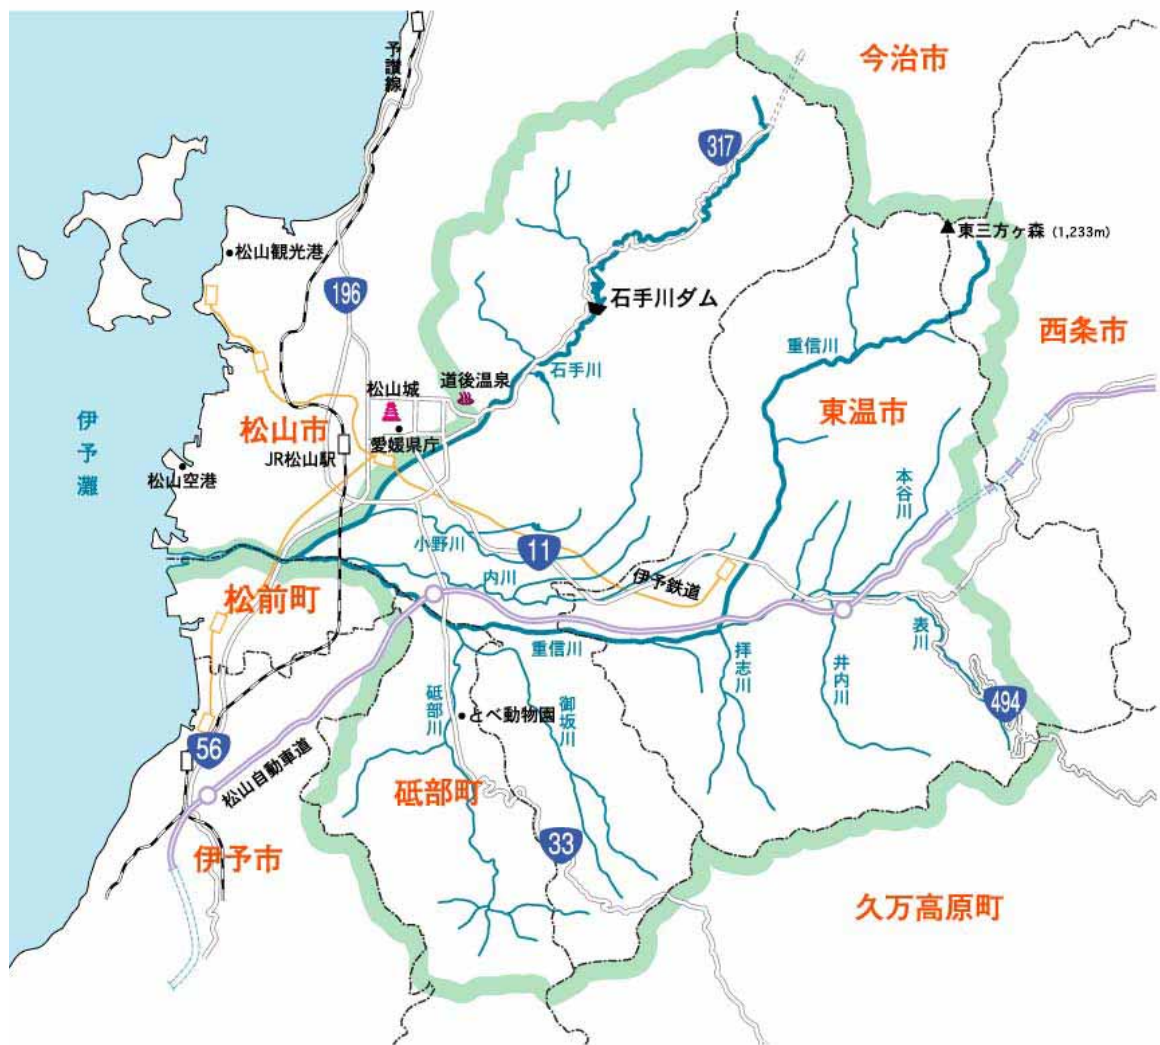 予讃線
今治市
317
東三方ヶ森 (1,233m)
松山観光港
196
石手川ダム
西条市
重信川
石手川
道後温泉
松山城
東温市
伊予灘
松山市
愛媛県庁
JR松山駅
松山空港
本谷川
小野川
11
内川
伊予鉄道
松前町
表川
重信川
拝志川
井内川
砥部川
御坂川
とべ動物園
494
56
松山自動車道
砥部町
33
伊予市
久万高原町